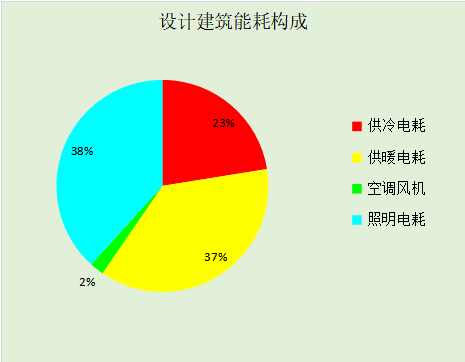 设计建筑能耗构成
23%
37%
2%
38%
供冷电耗
供暖电耗
空调风机
照明电耗